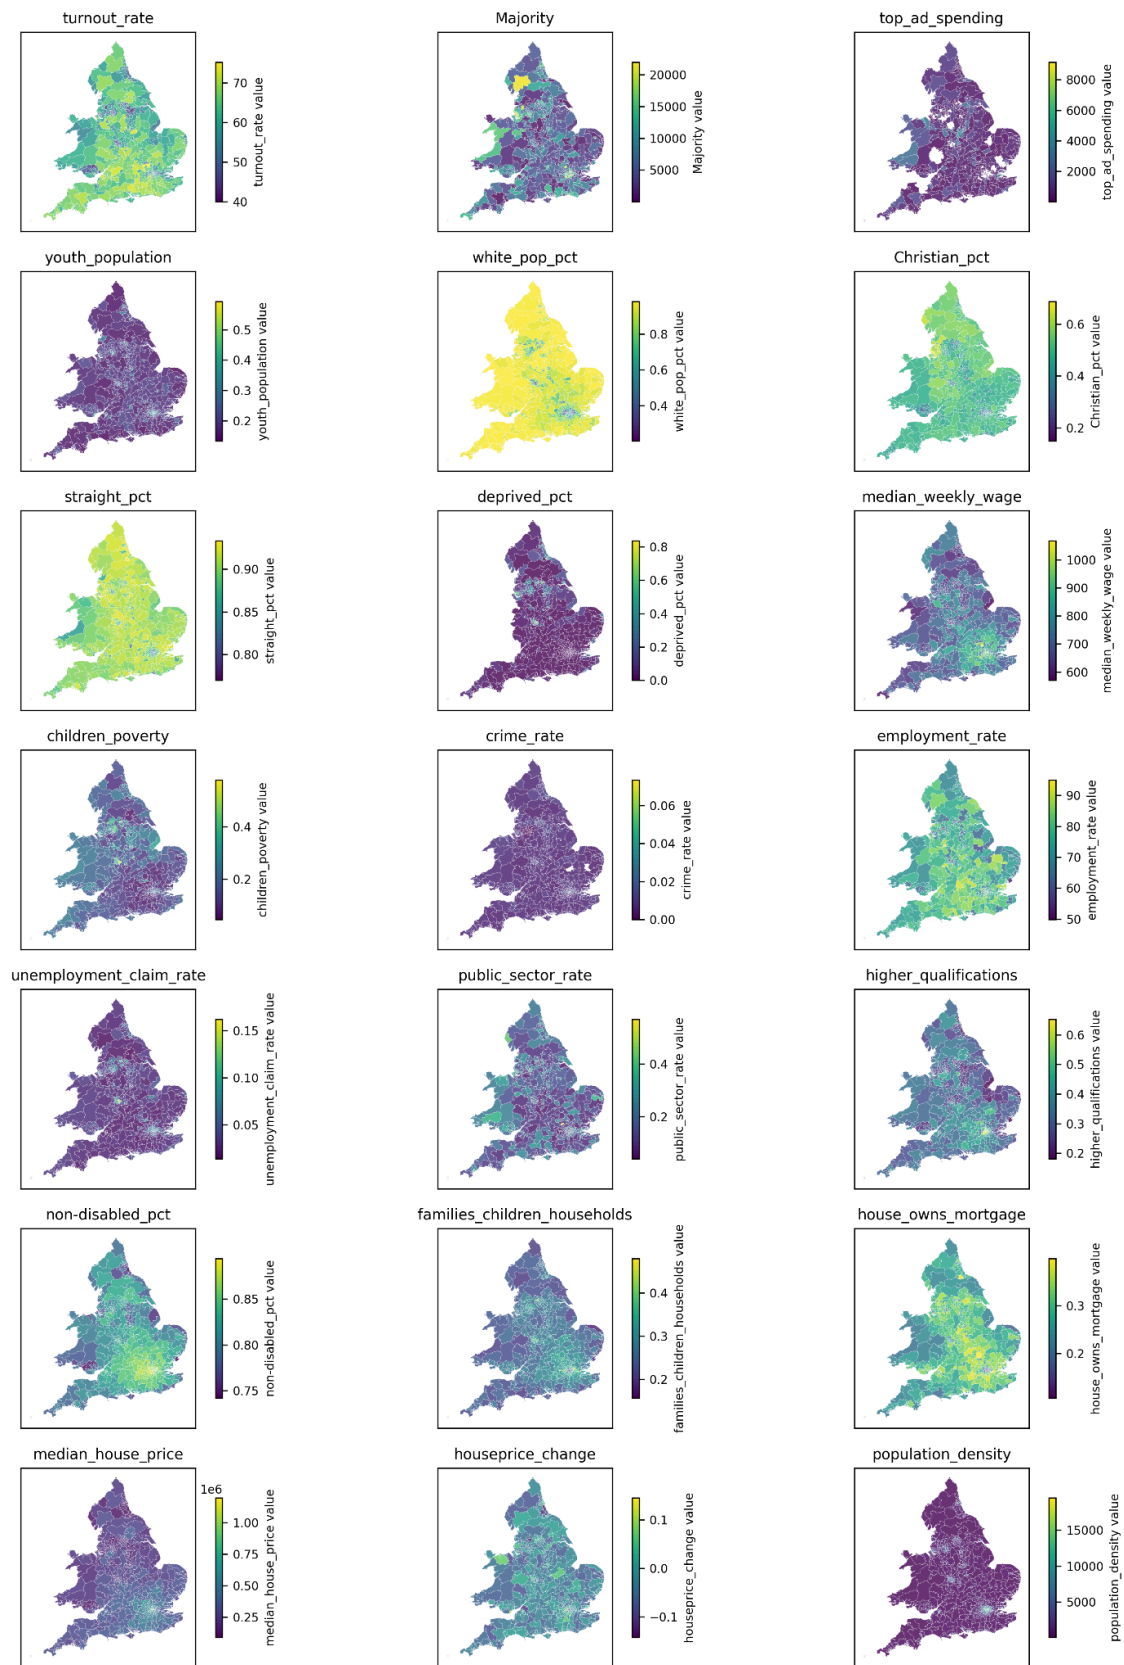 turnout_rate
70
60
50
40
turnout_rate value
Majority
20000
15000
10000
5000
Majority value
top_ad_spending
8000
6000
4000
2000
top_ad_spending value
youth_population
0.5
0.4
0.3
0.2
youth_population value
white_pop_pct
0.8
0.6
0.4
white_pop_pct value
Christian_pct
0.6
0.4
0.2
Christian_pct value
straight_pct
0.90
0.85
0.80
straight_pct value
deprived_pct
0.8
0.6
0.4
0.2
0.0
deprived_pct value
median_weekly_wage
1000
900
800
700
600
median_weekly_wage value
children_poverty
0.4
0.2
children_poverty value
crime_rate
0.06
0.04
0.02
0.00
crime_rate value
employment_rate
90
80
70
60
50
employment_rate value
unemployment_claim_rate
0.15
0.10
0.05
unemployment_claim_rate value
public_sector_rate
0.4
0.2
public_sector_rate value
higher_qualifications
0.6
0.5
0.4
0.3
0.2
higher_qualifications value
non-disabled_pct
0.85
0.80
0.75
non-disabled_pct value
families_children_households
0.4
0.3
0.2
families_children_households value
house_owns_mortgage
0.3
0.2
house_owns_mortgage value
median_house_price
1e6
1.00
0.75
0.50
0.25
median_house_price value
houseprice_change
0.1
0.0
−0.1
houseprice_change value
population_density
15000
10000
5000
population_density value